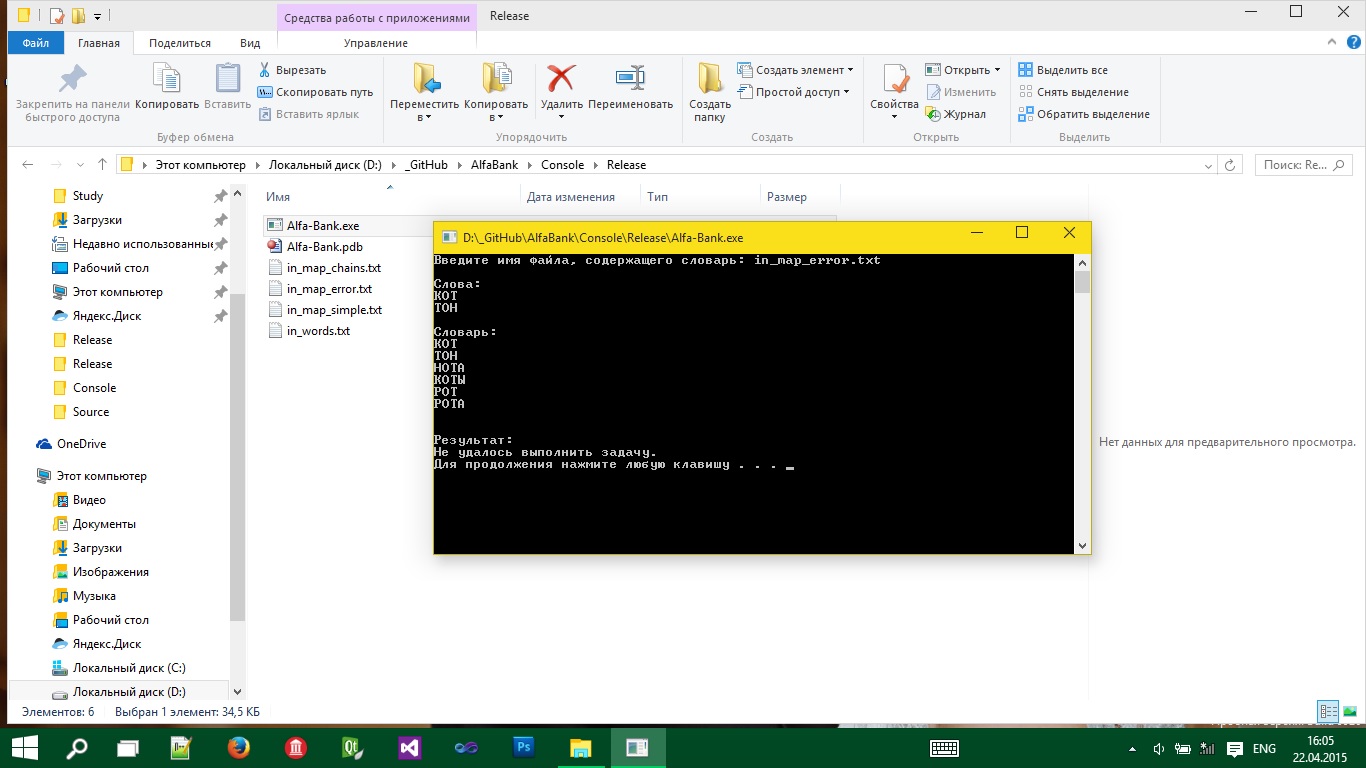 Средства работы с приложениями
Release
Файл
Главная
Поделиться
Вид
Управление
Закрепить на панели быстрого доступа
Копировать
Вставить
Вырезать
Скопировать путь
Вставить ярлык
Буфер обмена
Переместить в
Копировать в
Удалить
Переименовать
Упорядочить
Создать папку
Создать элемент
Простой доступ
Создать
Свойства
Открыть
Изменить
Журнал
Открыть
Выделить все
Снять выделение
Обратить выделение
Выделить
Этот компьютер
Локальный диск (D:)
_GitHub
AlfaBank
Console
Release
Поиск: Re...
Study
Загрузки
Недавно использованные
Рабочий стол
Этот компьютер
Яндекс.Диск
Release
Release
Console
Source
OneDrive
Этот компьютер
Видео
Документы
Загрузки
Изображения
Музыка
Рабочий стол
Яндекс.Диск
Локальный диск (C:)
Локальный диск (D:)
Имя
Дата изменения
Тип
Размер
Alfa-Bank.exe
Alfa-Bank.pdb
in_map_chains.txt
in_map_error.txt
in_map_simple.txt
in_words.txt
D:\_GitHub\AlfaBank\Console\Release\Alfa-Bank.exe
Введите имя файла, содержащего словарь: in_map_error.txt
Слова:
КОТ
ТОН
Словарь:
КОТ
ТОН
НОТА
КОТЫ
РОТ
РОТА
Результат:
Не удалось выполнить задачу.
Для продолжения нажмите любую клавишу . . .
Нет данных для предварительного просмотра.
Элементов: 6
Выбран 1 элемент: 34,5 КБ
Qt
Ps
ENG
16:05
22.04.2015